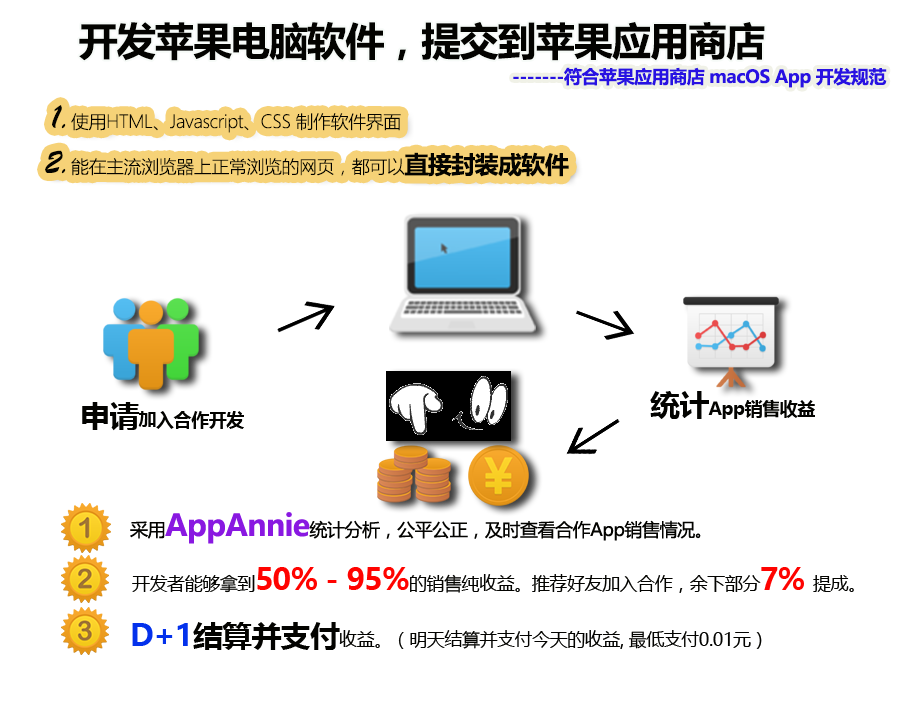 开发苹果电脑软件，提交到苹果应用商店
-------符合苹果应用商店 macOS App 开发规范
1. 使用HTML、Javascript、CSS 制作软件界面
2. 能在主流浏览器上正常浏览的网页，都可以直接封装成软件
申请加入合作开发
统计App销售收益
¥
1 采用AppAnnie统计分析，公平公正，及时查看合作App销售情况。
2 开发者能够拿到50% - 95%的销售纯收益。推荐好友加入合作，余下部分7% 提成。
3 D+1结算并支付收益。（明天结算并支付今天的收益, 最低支付0.01元）